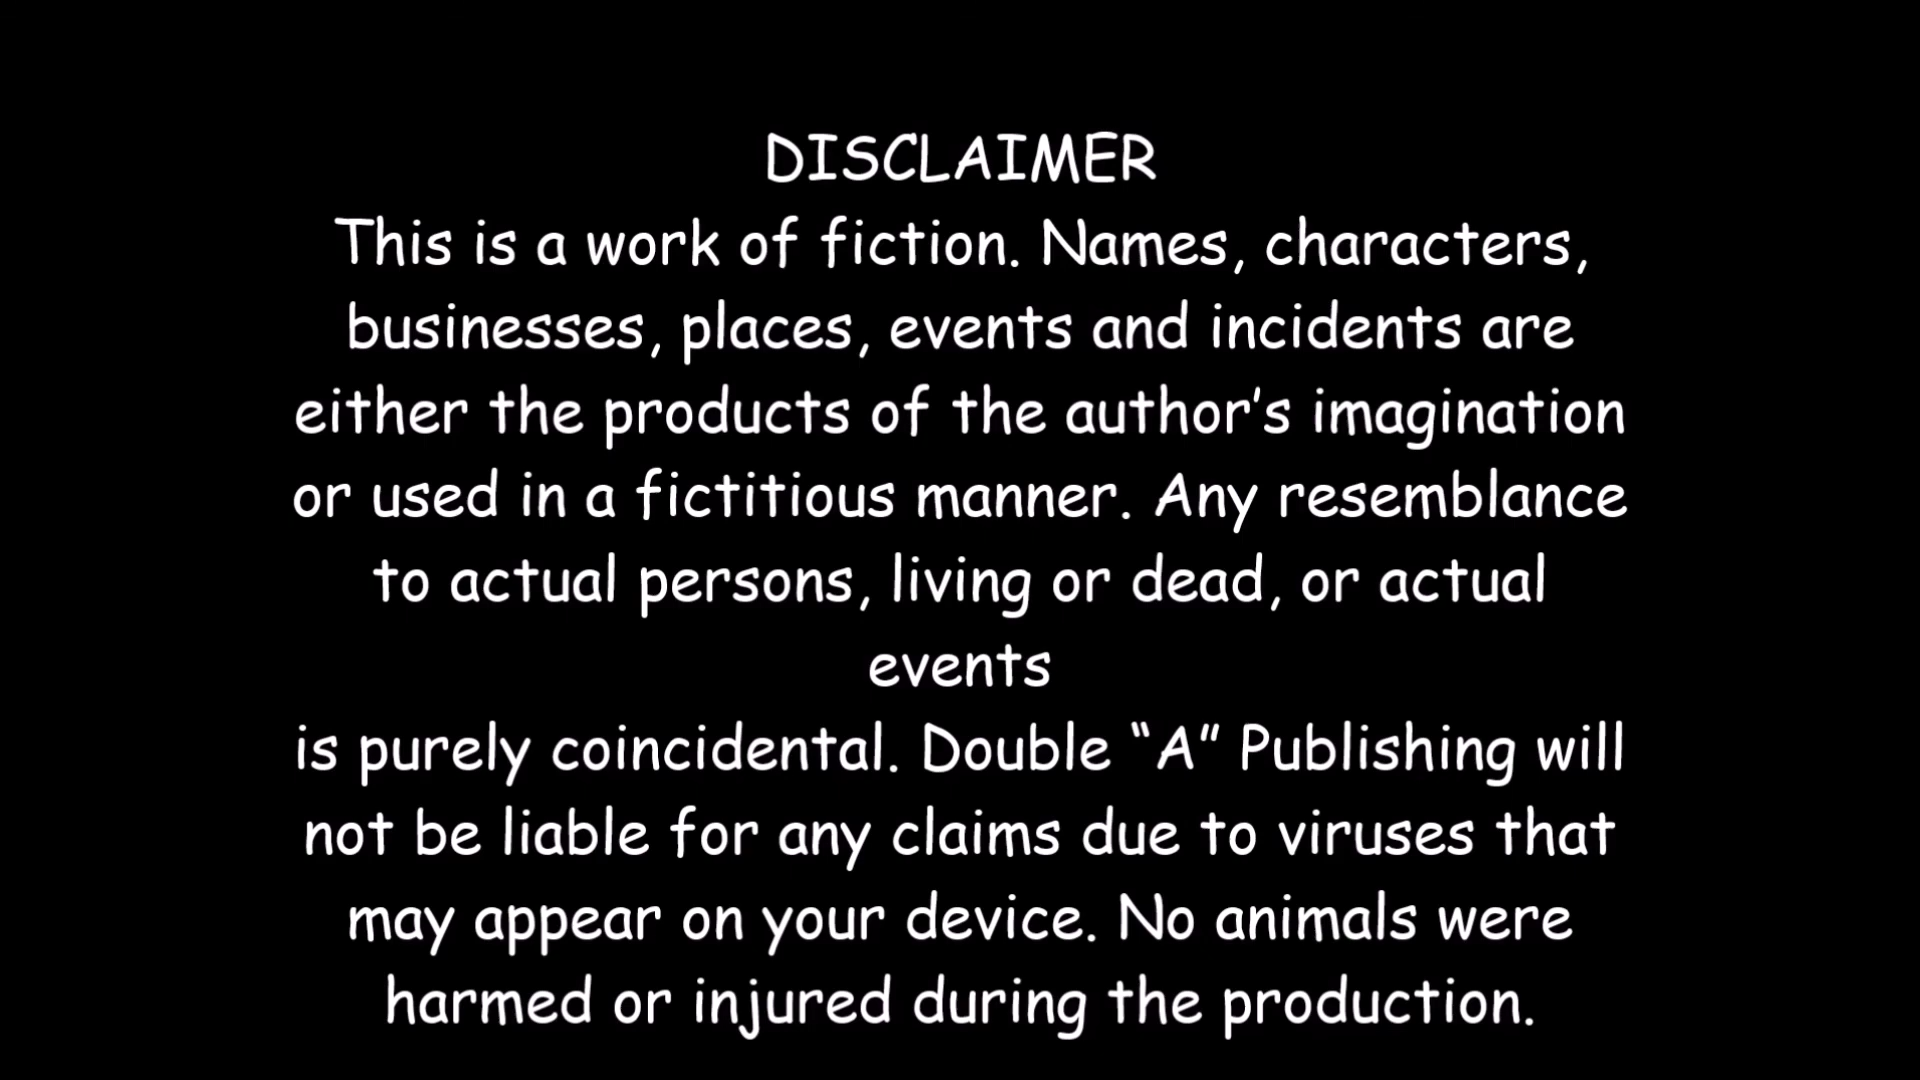 DISCLAIMER
This is a work of fiction. Names, characters,
businesses, places, events and incidents are
either the products of the author’s imagination
or used in a fictitious manner. Any resemblance
to actual persons, living or dead, or actual
events
is purely coincidental. Double “A” Publishing will
not be liable for any claims due to viruses that
may appear on your device. No animals were
harmed or injured during the production.